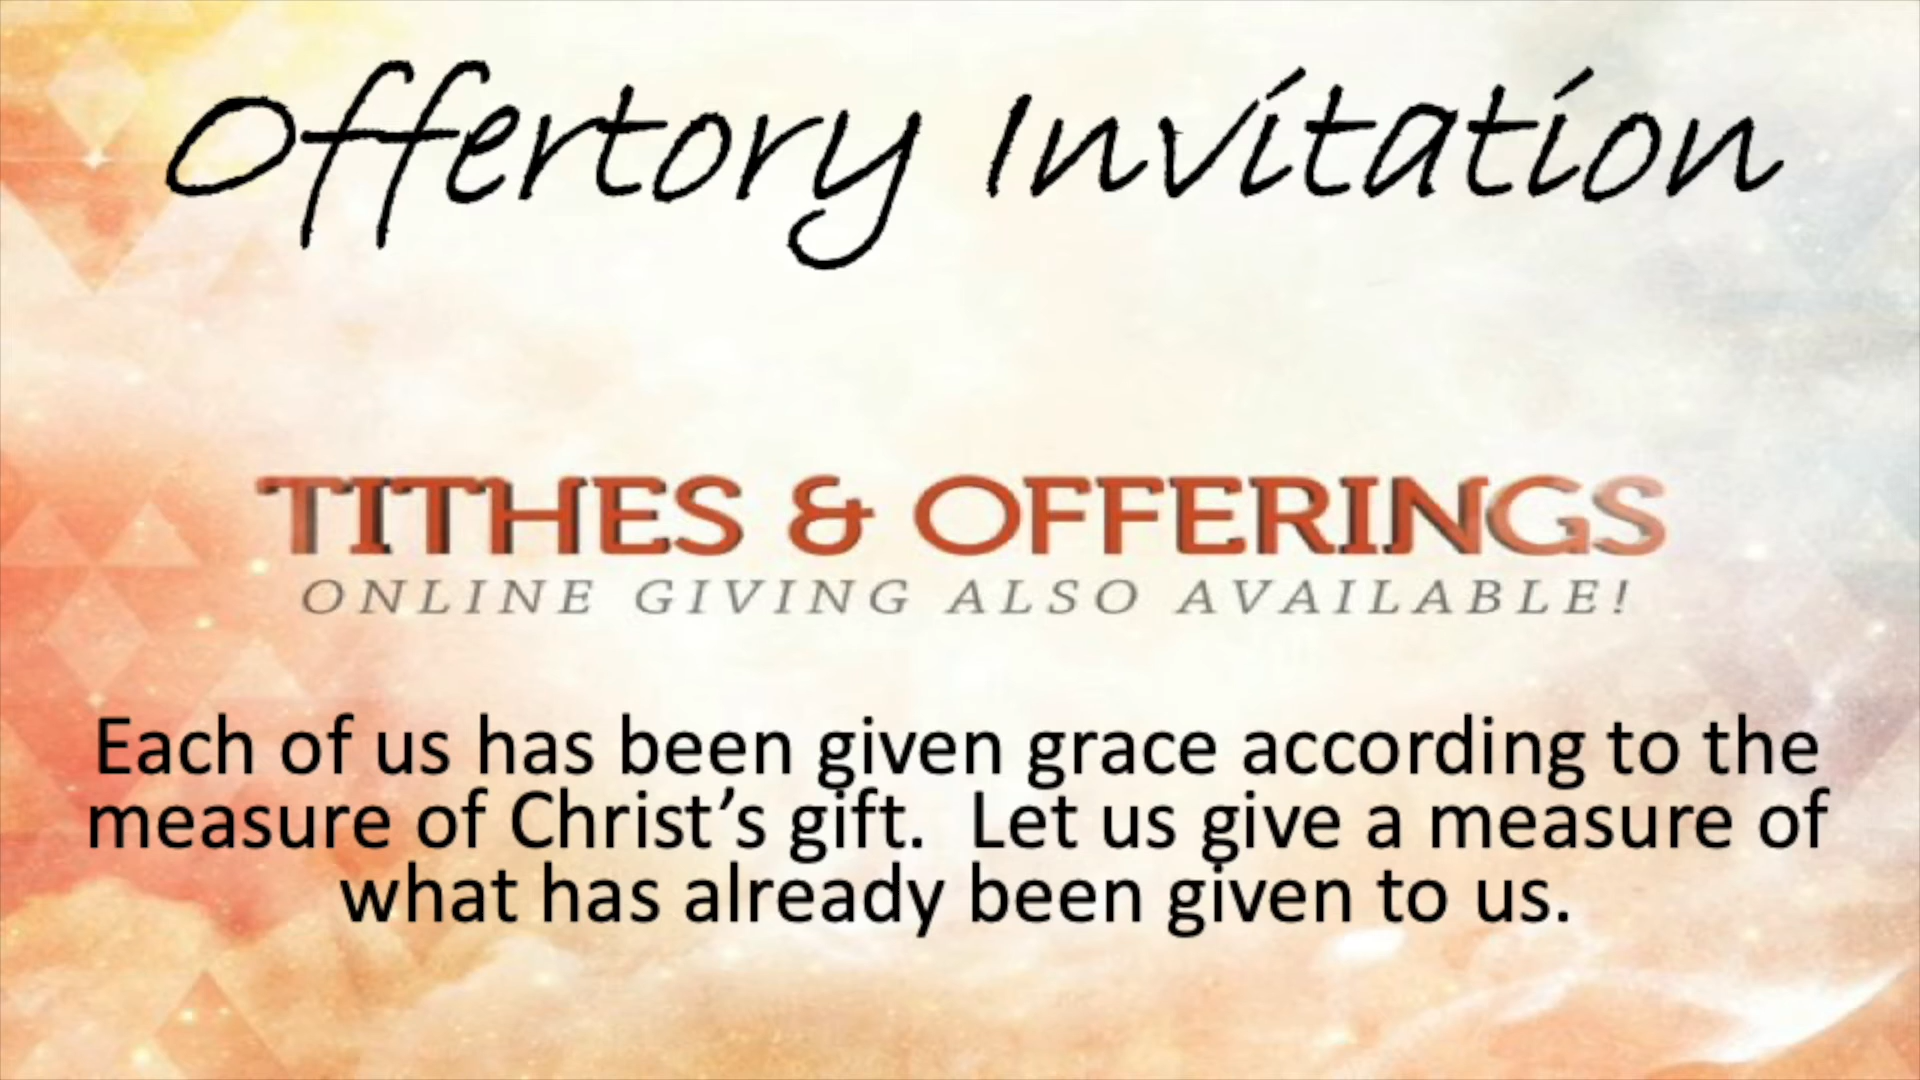 Offertory Invitation
TITHES & OFFERINGS
ONLINE GIVING ALSO AVAILABLE!
Each of us has been given grace according to the
measure of Christ’s gift.  Let us give a measure of
what has already been given to us.